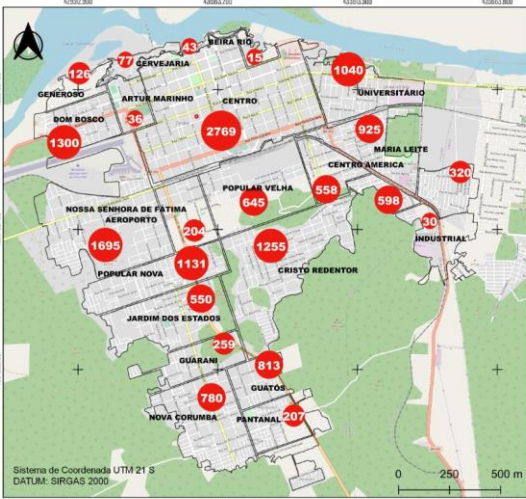 43
BEIRA RIO
77
15
CERVEJARIA
126
1040
GENEROSO
ARTUR MARINHO
CENTRO
UNIVERSITÁRIO
DOM BOSCO
36
1300
2769
925
MARIA LEITE
CENTRO AMERICA
320
POPULAR VELHA
558
645
598
NOSSA SENHORA DE FÁTIMA
AEROPORTO
204
30
1695
1255
INDUSTRIAL
1131
POPULAR NOVA
CRISTO REDENTOR
550
JARDIM DOS ESTADOS
259
GUARANI
813
GUATÓS
780
NOVA CORUMBA
PANTANAL
207
Sistema de Coordenada UTM 21 S
DATUM: SIRGAS 2000
0 250 500 m